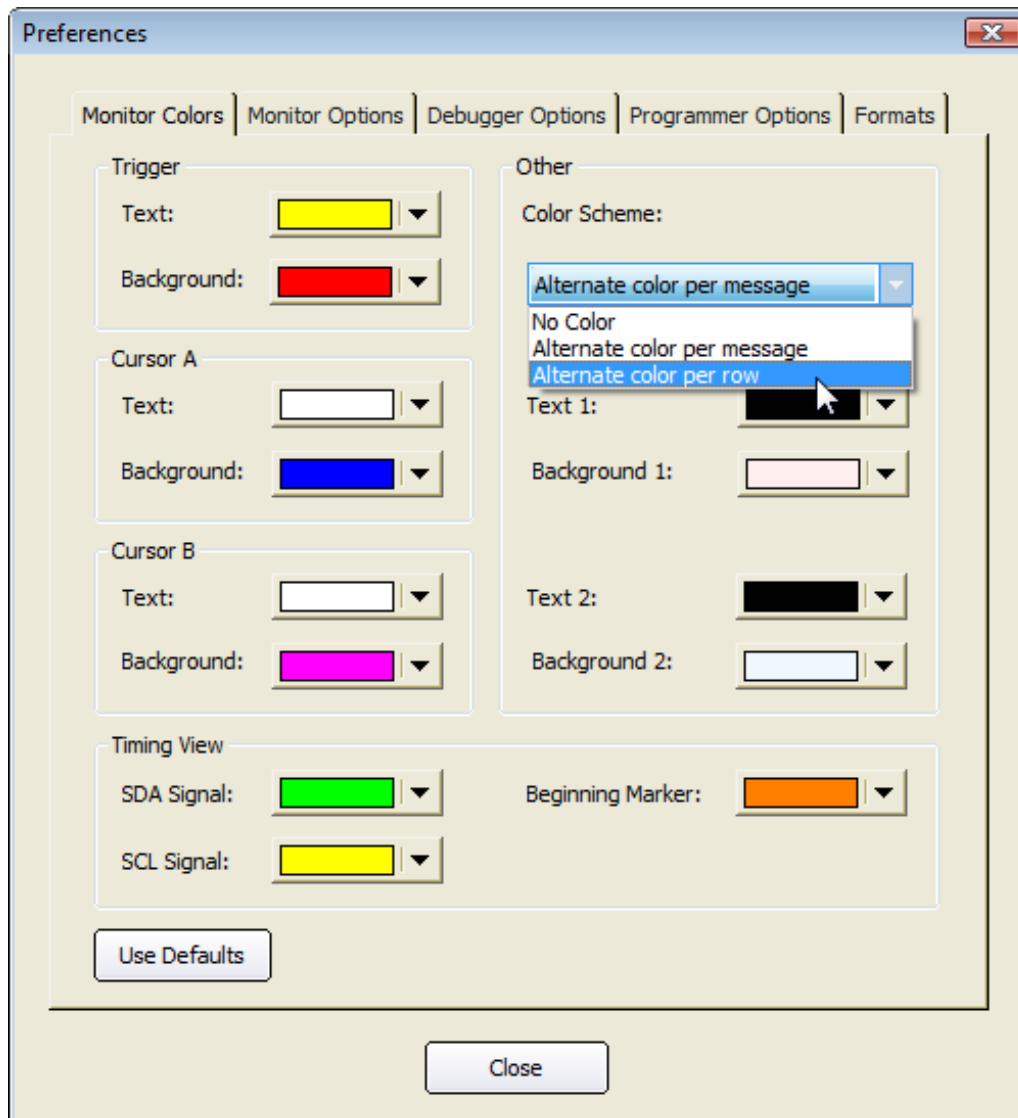 Preferences
Monitor Colors
Monitor Options
Debugger Options
Programmer Options
Formats
Trigger
Text:
Background:
Cursor A
Text:
Background:
Cursor B
Text:
Background:
Other
Color Scheme:
Alternate color per message
No Color
Alternate color per message
Alternate color per row
Text 1:
Background 1:
Text 2:
Background 2:
Timing View
SDA Signal:
Beginning Marker:
SCL Signal:
Use Defaults
Close